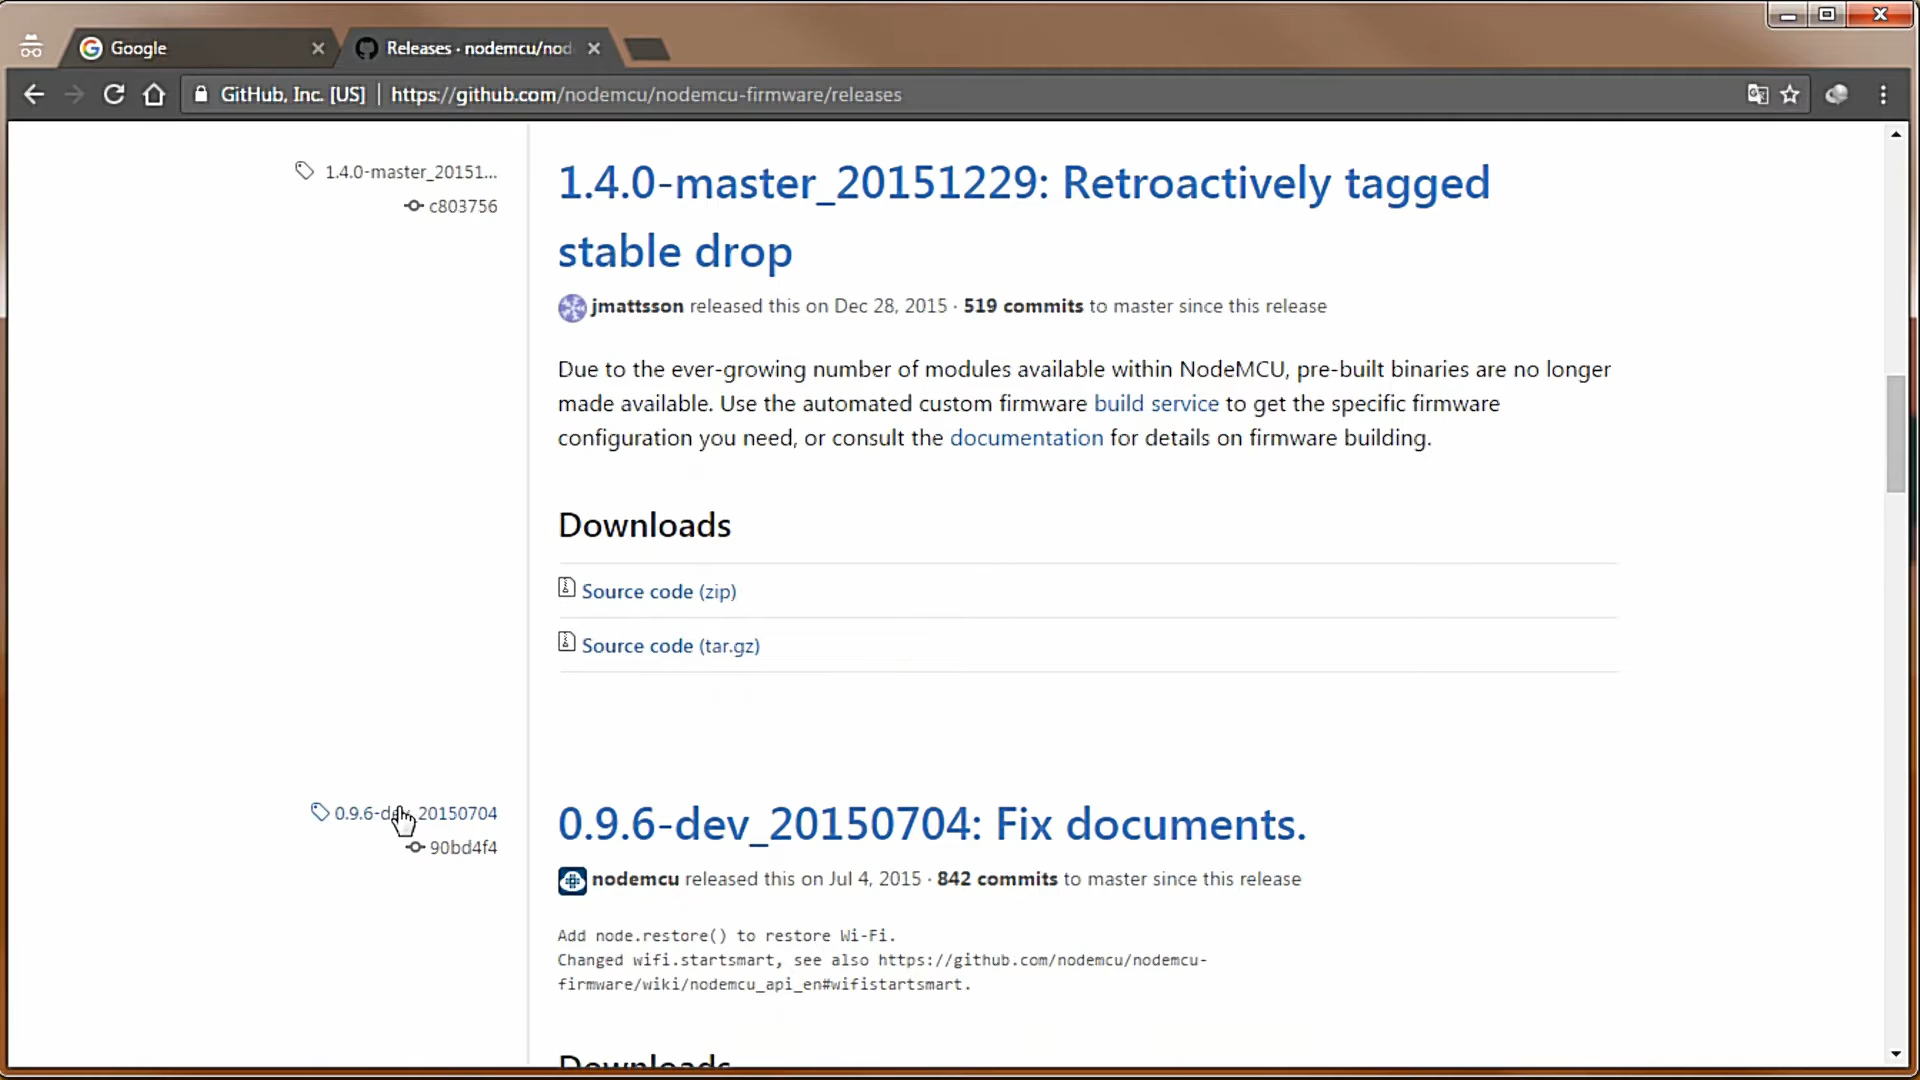 Google
Releases · nodemcu/nod
GitHub, Inc. [US] | https://github.com/nodemcu/nodemcu-firmware/releases
1.4.0-master_20151...
c803756
1.4.0-master_20151229: Retroactively tagged
stable drop
jmattsson released this on Dec 28, 2015 · 519 commits to master since this release
Due to the ever-growing number of modules available within NodeMCU, pre-built binaries are no longer
made available. Use the automated custom firmware build service to get the specific firmware
configuration you need, or consult the documentation for details on firmware building.
Downloads
Source code (zip)
Source code (tar.gz)
0.9.6-dev_20150704
90bd4f4
0.9.6-dev_20150704: Fix documents.
nodemcu released this on Jul 4, 2015 · 842 commits to master since this release
Add node.restore() to restore Wi-Fi.
Changed wifi.startsmart, see also https://github.com/nodemcu/nodemcu-
firmware/wiki/nodemcu_api_en#wifistartsmart.
Downloads